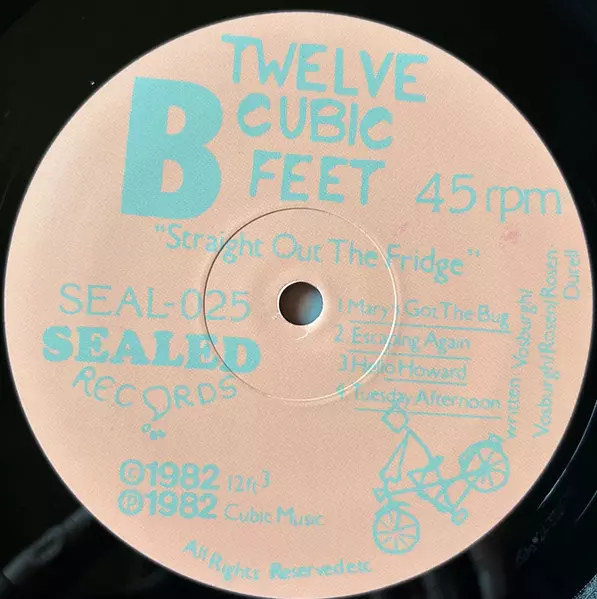 B
TWELVE
CUBIC
FEET
45 rpm
"Straight Out The Fridge"
SEAL-025
SEALED
RECORDS
1. Mary's Got The Bug
2. Escaping Again
3. Hello Howard
4. Tuesday Afternoon
written Vosburgh/
Vosburgh/Rosen/Rosen-
Durell
©1982 12ft³
℗1982 Cubic Music
All Rights Reserved etc